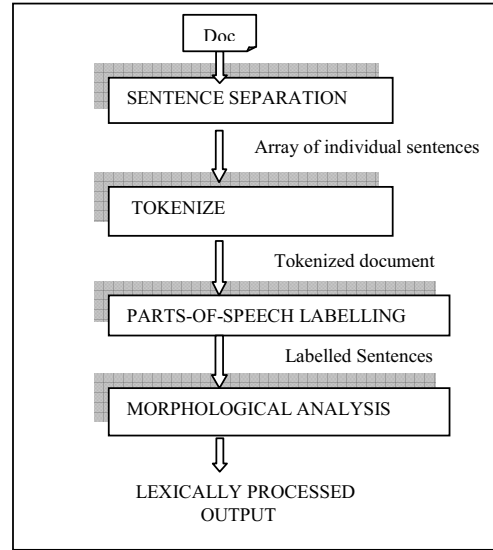 Doc
SENTENCE SEPARATION
Array of individual sentences
TOKENIZE
Tokenized document
PARTS-OF-SPEECH LABELLING
Labelled Sentences
MORPHOLOGICAL ANALYSIS
LEXICALLY PROCESSED
OUTPUT